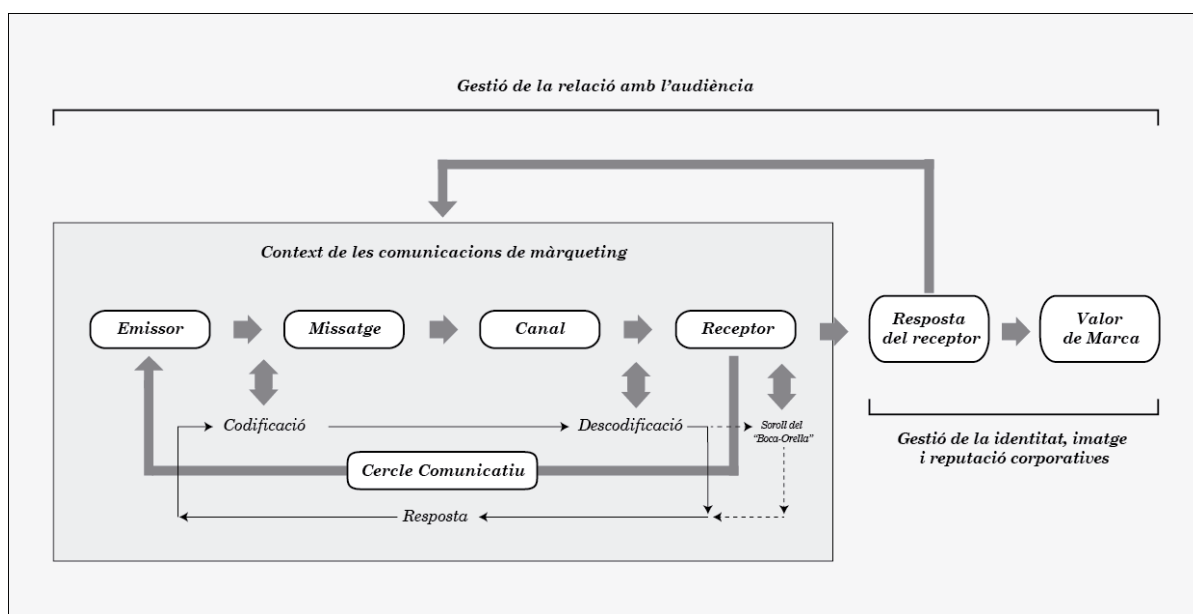 Gestió de la relació amb l’audiència
Context de les comunicacions de màrqueting
Emissor
Missatge
Canal
Receptor
Resposta
del receptor
Valor
de Marca
Codificació
Descodificació
Soroll del
“Boca-Orella”
Cercle Comunicatiu
Resposta
Gestió de la identitat, imatge
i reputació corporatives